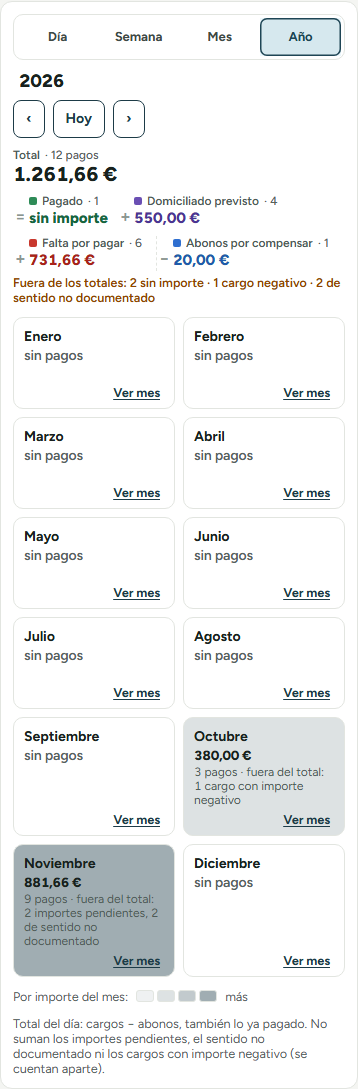 Día Semana Mes Año
2026
‹ Hoy ›
Total · 12 pagos
1.261,66 €
Pagado · 1 Domiciliado previsto · 4
= sin importe + 550,00 €
Falta por pagar · 6 Abonos por compensar · 1
+ 731,66 € − 20,00 €
Fuera de los totales: 2 sin importe · 1 cargo negativo · 2 de
sentido no documentado
Enero
sin pagos
Ver mes
Febrero
sin pagos
Ver mes
Marzo
sin pagos
Ver mes
Abril
sin pagos
Ver mes
Mayo
sin pagos
Ver mes
Junio
sin pagos
Ver mes
Julio
sin pagos
Ver mes
Agosto
sin pagos
Ver mes
Septiembre
sin pagos
Ver mes
Octubre
380,00 €
3 pagos · fuera del total:
1 cargo con importe
negativo
Ver mes
Noviembre
881,66 €
9 pagos · fuera del total:
2 importes pendientes, 2
de sentido no
documentado
Ver mes
Diciembre
sin pagos
Ver mes
Por importe del mes: más
Total del día: cargos − abonos, también lo ya pagado. No
suman los importes pendientes, el sentido no
documentado ni los cargos con importe negativo (se
cuentan aparte).